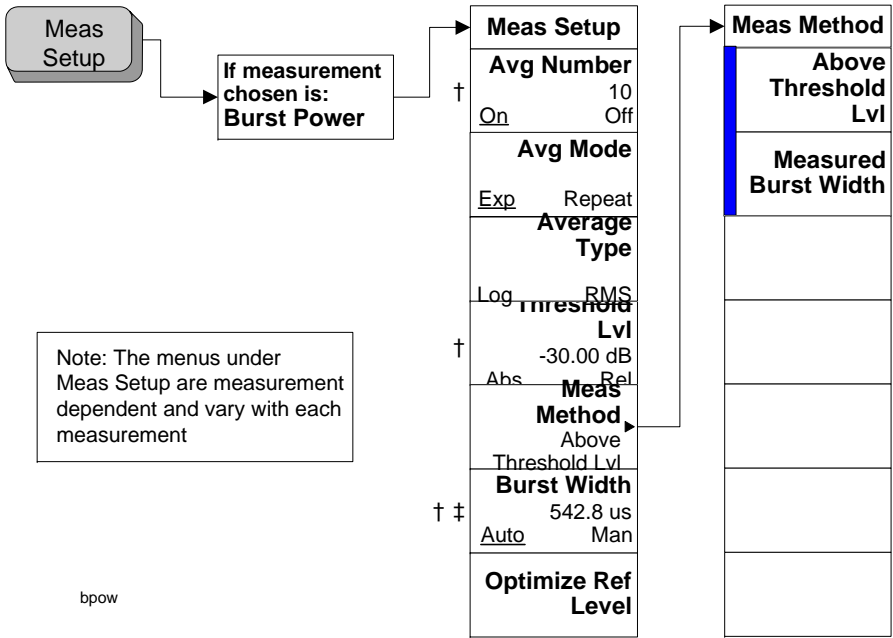 Meas
Setup
If measurement
chosen is:
Burst Power
Meas Setup
†
Avg Number
10
On Off
Avg Mode
Exp Repeat
Average
Type
Log RMS
†
Threshold
Lvl
-30.00 dB
Abs Rel
Meas
Method
Above
Threshold Lvl
† ‡
Burst Width
542.8 us
Auto Man
Optimize Ref
Level
Meas Method
Above
Threshold
Lvl
Measured
Burst Width
Note: The menus under
Meas Setup are measurement
dependent and vary with each
measurement
bpow